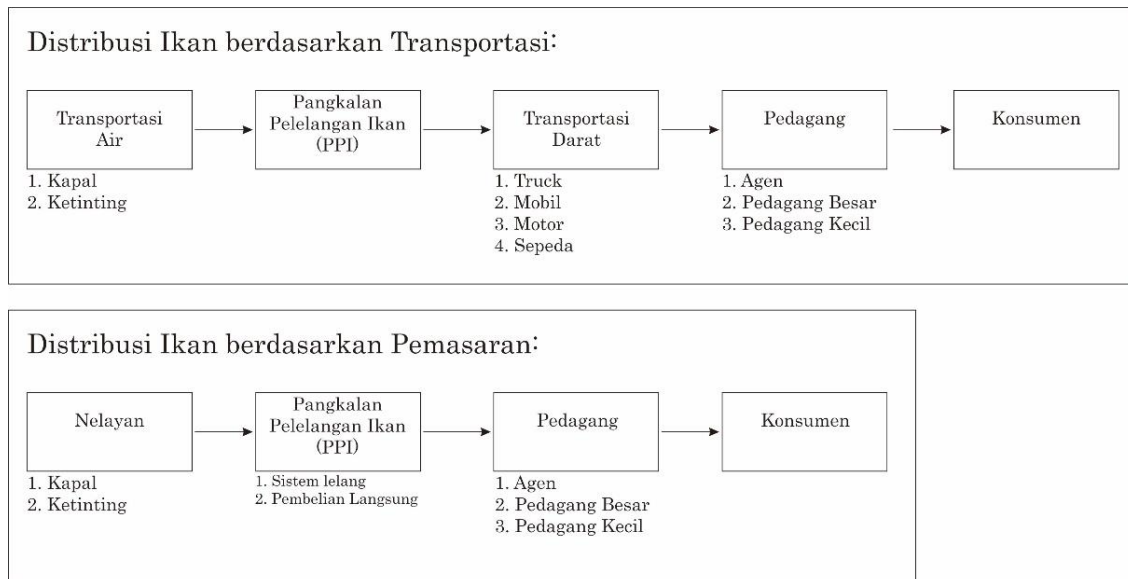 Distribusi Ikan berdasarkan Transportasi:
Transportasi
Air
1. Kapal
2. Ketinting
Pangkalan
Pelelangan Ikan
(PPI)
Transportasi
Darat
1. Truck
2. Mobil
3. Motor
4. Sepeda
Pedagang
1. Agen
2. Pedagang Besar
3. Pedagang Kecil
Konsumen
Distribusi Ikan berdasarkan Pemasaran:
Nelayan
1. Kapal
2. Ketinting
Pangkalan
Pelelangan Ikan
(PPI)
1. Sistem lelang
2. Pembelian Langsung
Pedagang
1. Agen
2. Pedagang Besar
3. Pedagang Kecil
Konsumen